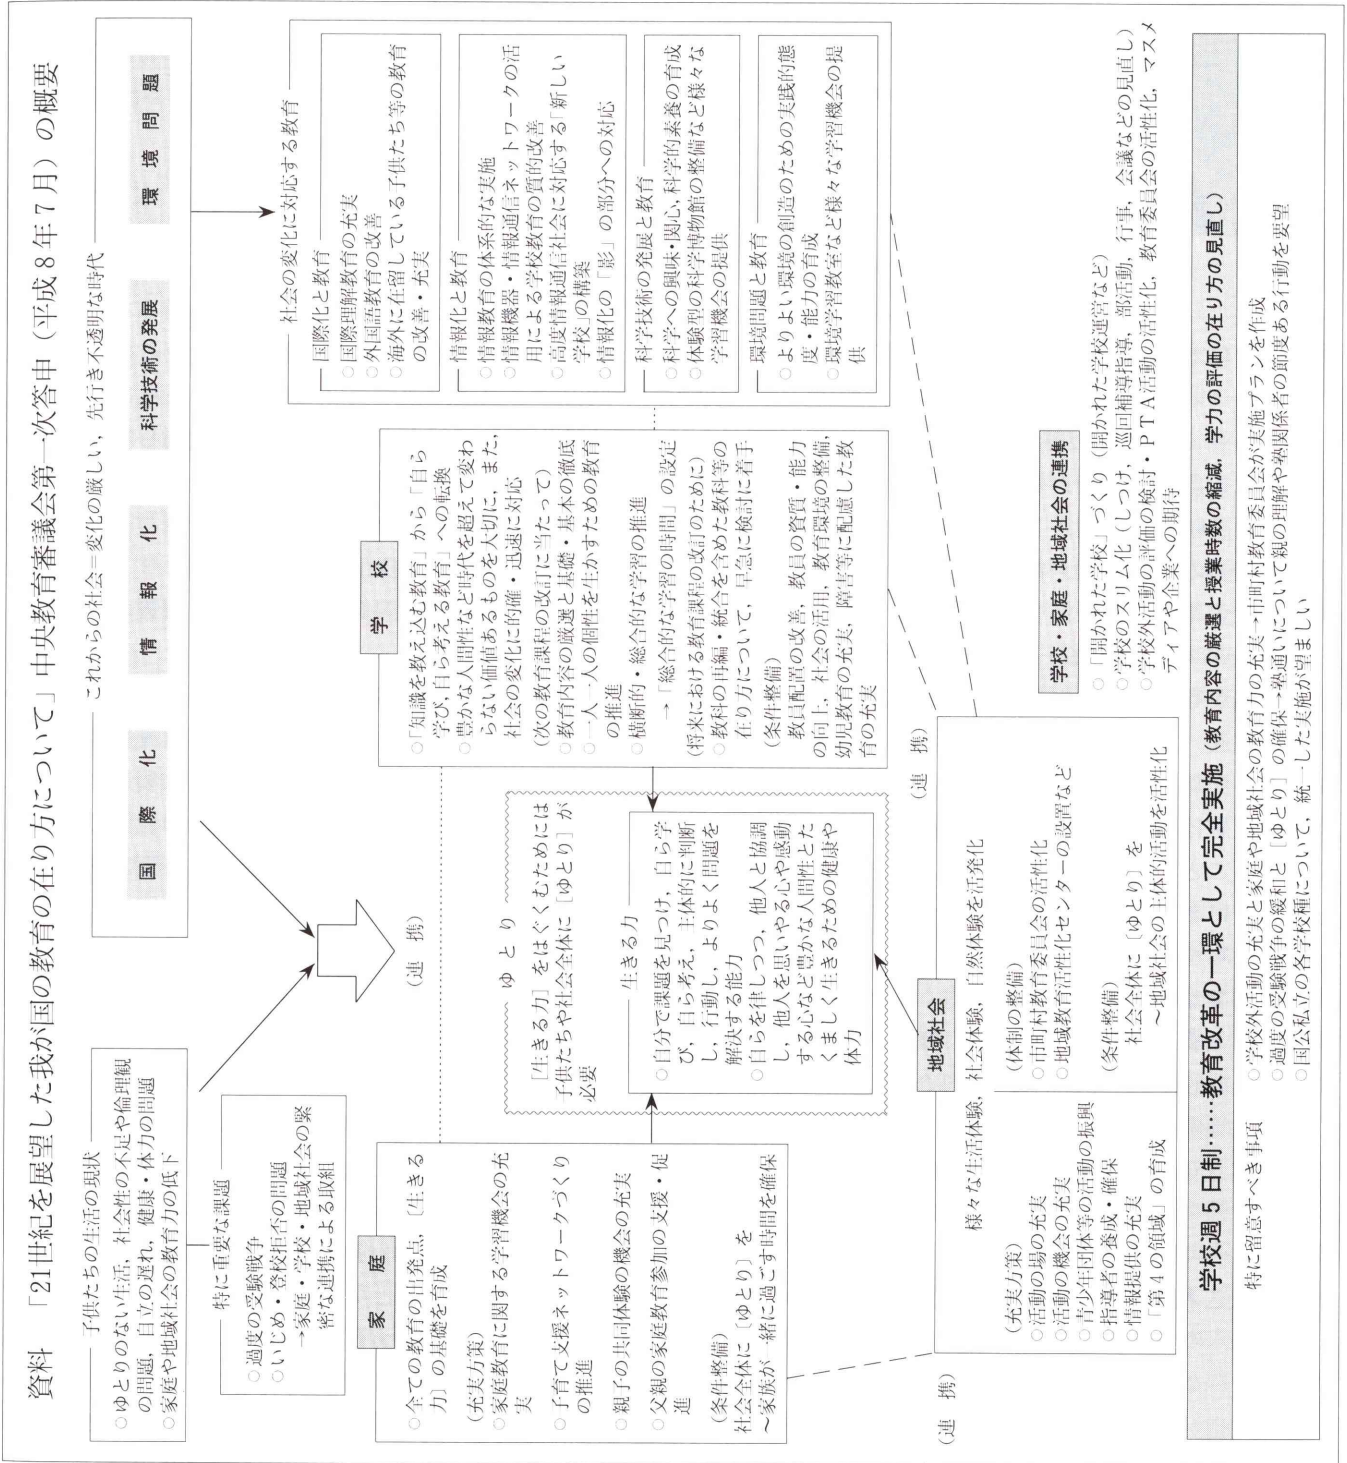 資料 「21世紀を展望した我が国の教育の在り方について」中央教育審議会第一次答申(平成8年7月)の概要
子供たちの生活の現状
○ゆとりのない生活,社会性の不足や倫理観
の問題,自立の遅れ,健康・体力の問題
○家庭や地域社会の教育力の低下
特に重要な課題
○過度の受験戦争
○いじめ・登校拒否の問題
→家庭・学校・地域社会の緊
密な連携による取組
これからの社会=変化の厳しい,先行き不透明な時代
国際化
情報化
科学技術の発展
環境問題
(連 携)
家 庭
○全ての教育の出発点,[生きる
力]の基礎を育成
(充実方策)
○家庭教育に関する学習機会の充
実
○子育て支援ネットワークづくり
の推進
○親子の共同体験の機会の充実
○父親の家庭教育参加の支援・促
進
(条件整備)
社会全体に[ゆとり]を
~家族が一緒に過ごす時間を確保
ゆとり
[生きる力]をはぐくむためには
子供たちや社会全体に[ゆとり]が
必要
生きる力
○自分で課題を見つけ,自ら学
び,自ら考え,主体的に判断
し,行動し,よりよく問題を
解決する能力
○自らを律しつつ,他人と協調
し,他人を思いやる心や感動
する心など豊かな人間性とた
くましく生きるための健康や
体力
学 校
○「知識を教え込む教育」から「自ら
学び,自ら考える教育」への転換
○豊かな人間性など時代を超えて変わ
らない価値あるものを大切に,また,
社会の変化に的確・迅速に対応
(次の教育課程の改訂に当たって)
○教育内容の厳選と基礎・基本の徹底
○一人一人の個性を生かすための教育
の推進
○横断的・総合的な学習の推進
→「総合的な学習の時間」の設定
(将来における教育課程の改訂のために)
○教科の再編・統合を含めた教科等の
在り方について,早急に検討に着手
(条件整備)
教員配置の改善,教員の資質・能力
の向上,社会の活用,教育環境の整備,
幼児教育の充実,障害等に配慮した教
育の充実
社会の変化に対応する教育
国際化と教育
○国際理解教育の充実
○外国語教育の改善
○海外に在留している子供たち等の教育
の改善・充実
情報化と教育
○情報教育の体系的な実施
○情報機器・情報通信ネットワークの活
用による学校教育の質的改善
○高度情報通信社会に対応する「新しい
学校」の構築
○情報化の「影」の部分への対応
科学技術の発展と教育
○科学への興味・関心,科学的素養の育成
○体験型の科学博物館の整備など様々な
学習機会の提供
環境問題と教育
○よりよい環境の創造のための実践的態
度・能力の育成
○環境学習教室など様々な学習機会の提
供
(連 携)
(連 携)
地域社会
様々な生活体験,社会体験,自然体験を活発化
(充実方策)
○活動の場の充実
○活動の機会の充実
○青少年団体等の活動の振興
○指導者の養成・確保
○情報提供の充実
○「第4の領域」の育成
(体制の整備)
○市町村教育委員会の活性化
○地域教育活性化センターの設置など
(条件整備)
社会全体に[ゆとり]を
~地域社会の主体的活動を活性化
学校・家庭・地域社会の連携
○「開かれた学校」づくり(開かれた学校運営など)
○学校のスリム化(しつけ,巡回補導指導,部活動,行事,会議などの見直し)
○学校外活動の評価の検討・PTA活動の活性化,教育委員会の活性化,マスメ
ディアや企業への期待
学校週5日制……教育改革の一環として完全実施(教育内容の厳選と授業時数の縮減,学力の評価の在り方の見直し)
特に留意すべき事項
○学校外活動の充実と家庭や地域社会の教育力の充実→市町村教育委員会が実施プランを作成
○過度の受験戦争の緩和と[ゆとり]の確保→塾通いについて親の理解や塾関係者の節度ある行動を要望
○国公私立の各学校種について,統一した実施が望ましい